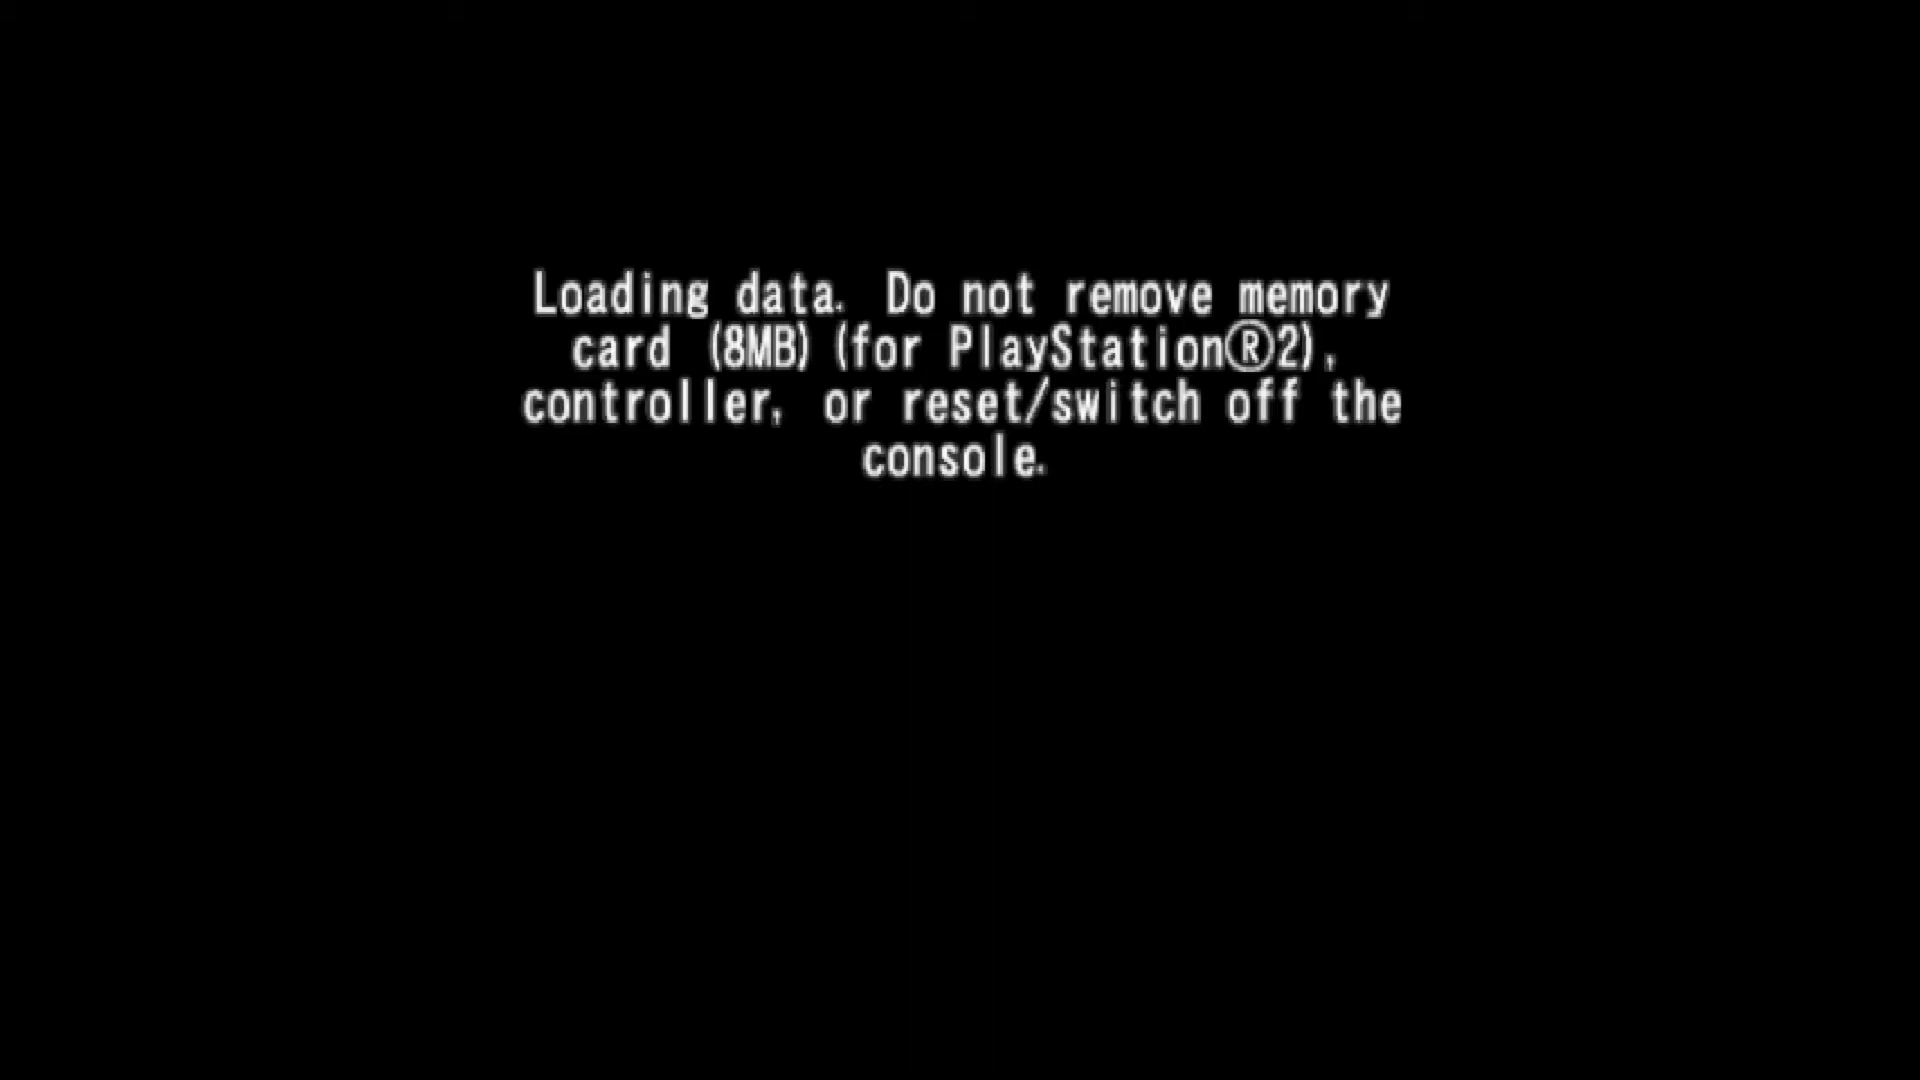 Loading data. Do not remove memory
card (8MB)(for PlayStation®2),
controller, or reset/switch off the
console.